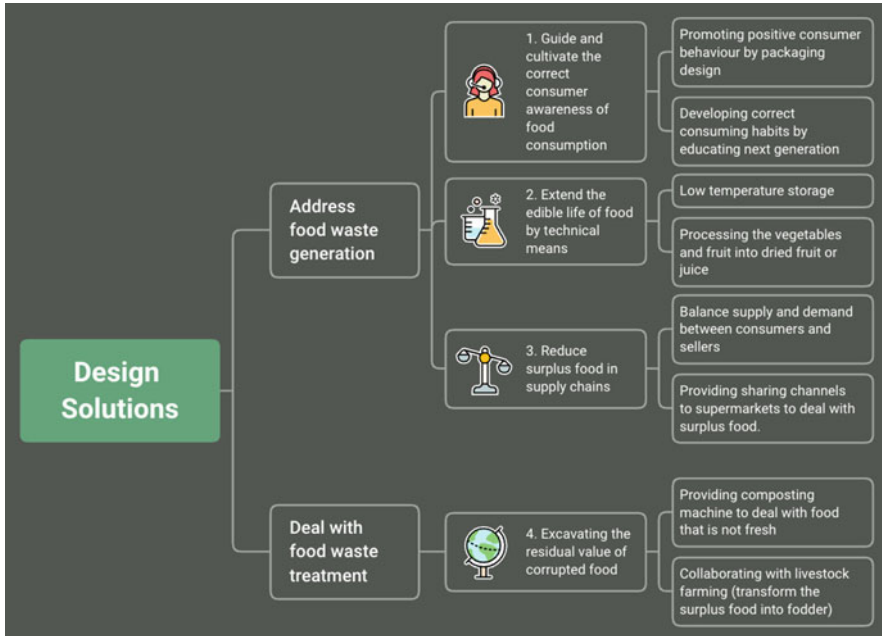 Design
Solutions
Address
food waste
generation
1. Guide and
cultivate the
correct
consumer
awareness of
food
consumption
Promoting positive consumer
behaviour by packaging
design
Developing correct
consuming habits by
educating next generation
2. Extend the
edible life of food
by technical
means
Low temperature storage
Processing the vegetables
and fruit into dried fruit or
juice
3. Reduce
surplus food in
supply chains
Balance supply and demand
between consumers and
sellers
Providing sharing channels
to supermarkets to deal with
surplus food.
Deal with
food waste
treatment
4. Excavating the
residual value of
corrupted food
Providing composting
machine to deal with food
that is not fresh
Collaborating with livestock
farming (transform the
surplus food into fodder)